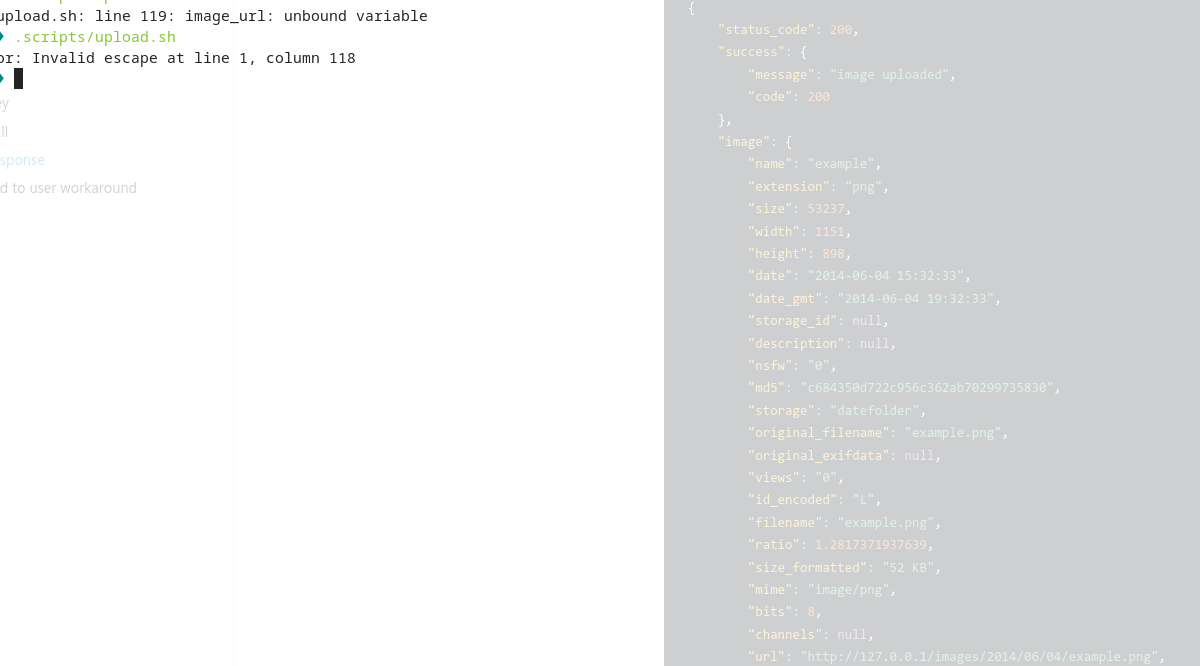 upload.sh: line 119: image_url: unbound variable
.scripts/upload.sh
or: Invalid escape at line 1, column 118
ey
ll
sponse
d to user workaround
{
"status_code": 200,
"success": {
"message": "image uploaded",
"code": 200
},
"image": {
"name": "example",
"extension": "png",
"size": 53237,
"width": 1151,
"height": 898,
"date": "2014-06-04 15:32:33",
"date_gmt": "2014-06-04 19:32:33",
"storage_id": null,
"description": null,
"nsfw": "0",
"md5": "c684350d722c956c362ab70299735830",
"storage": "datefolder",
"original_filename": "example.png",
"original_exifdata": null,
"views": "0",
"id_encoded": "L",
"filename": "example.png",
"ratio": 1.2817371937639,
"size_formatted": "52 KB",
"mime": "image/png",
"bits": 8,
"channels": null,
"url": "http://127.0.0.1/images/2014/06/04/example.png",